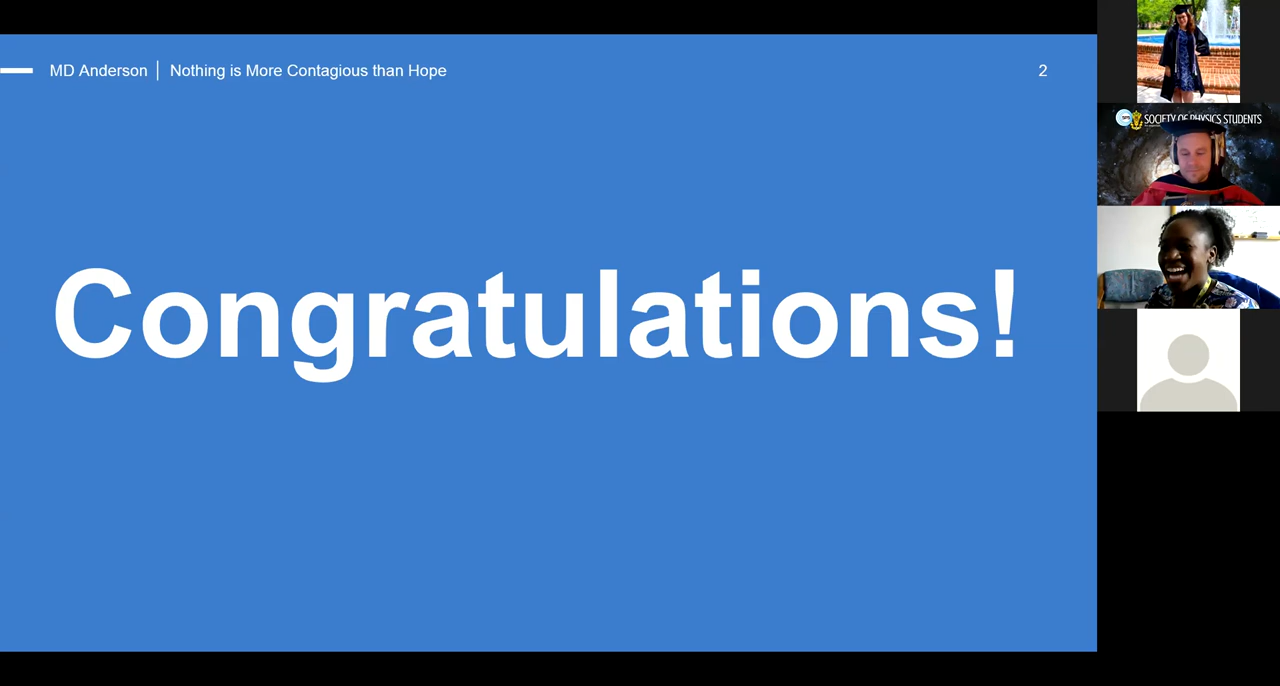 MD Anderson | Nothing is More Contagious than Hope
2
SOCIETY OF PHYSICS STUDENTS
Congratulations!